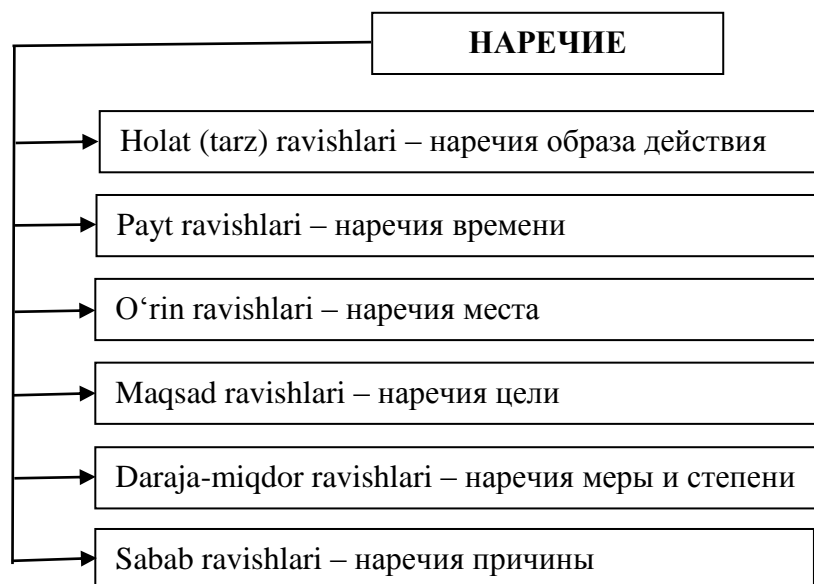 НАРЕЧИЕ
Holat (tarz) ravishlari – наречия образа действия
Payt ravishlari – наречия времени
O‘rin ravishlari – наречия места
Maqsad ravishlari – наречия цели
Daraja-miqdor ravishlari – наречия меры и степени
Sabab ravishlari – наречия причины